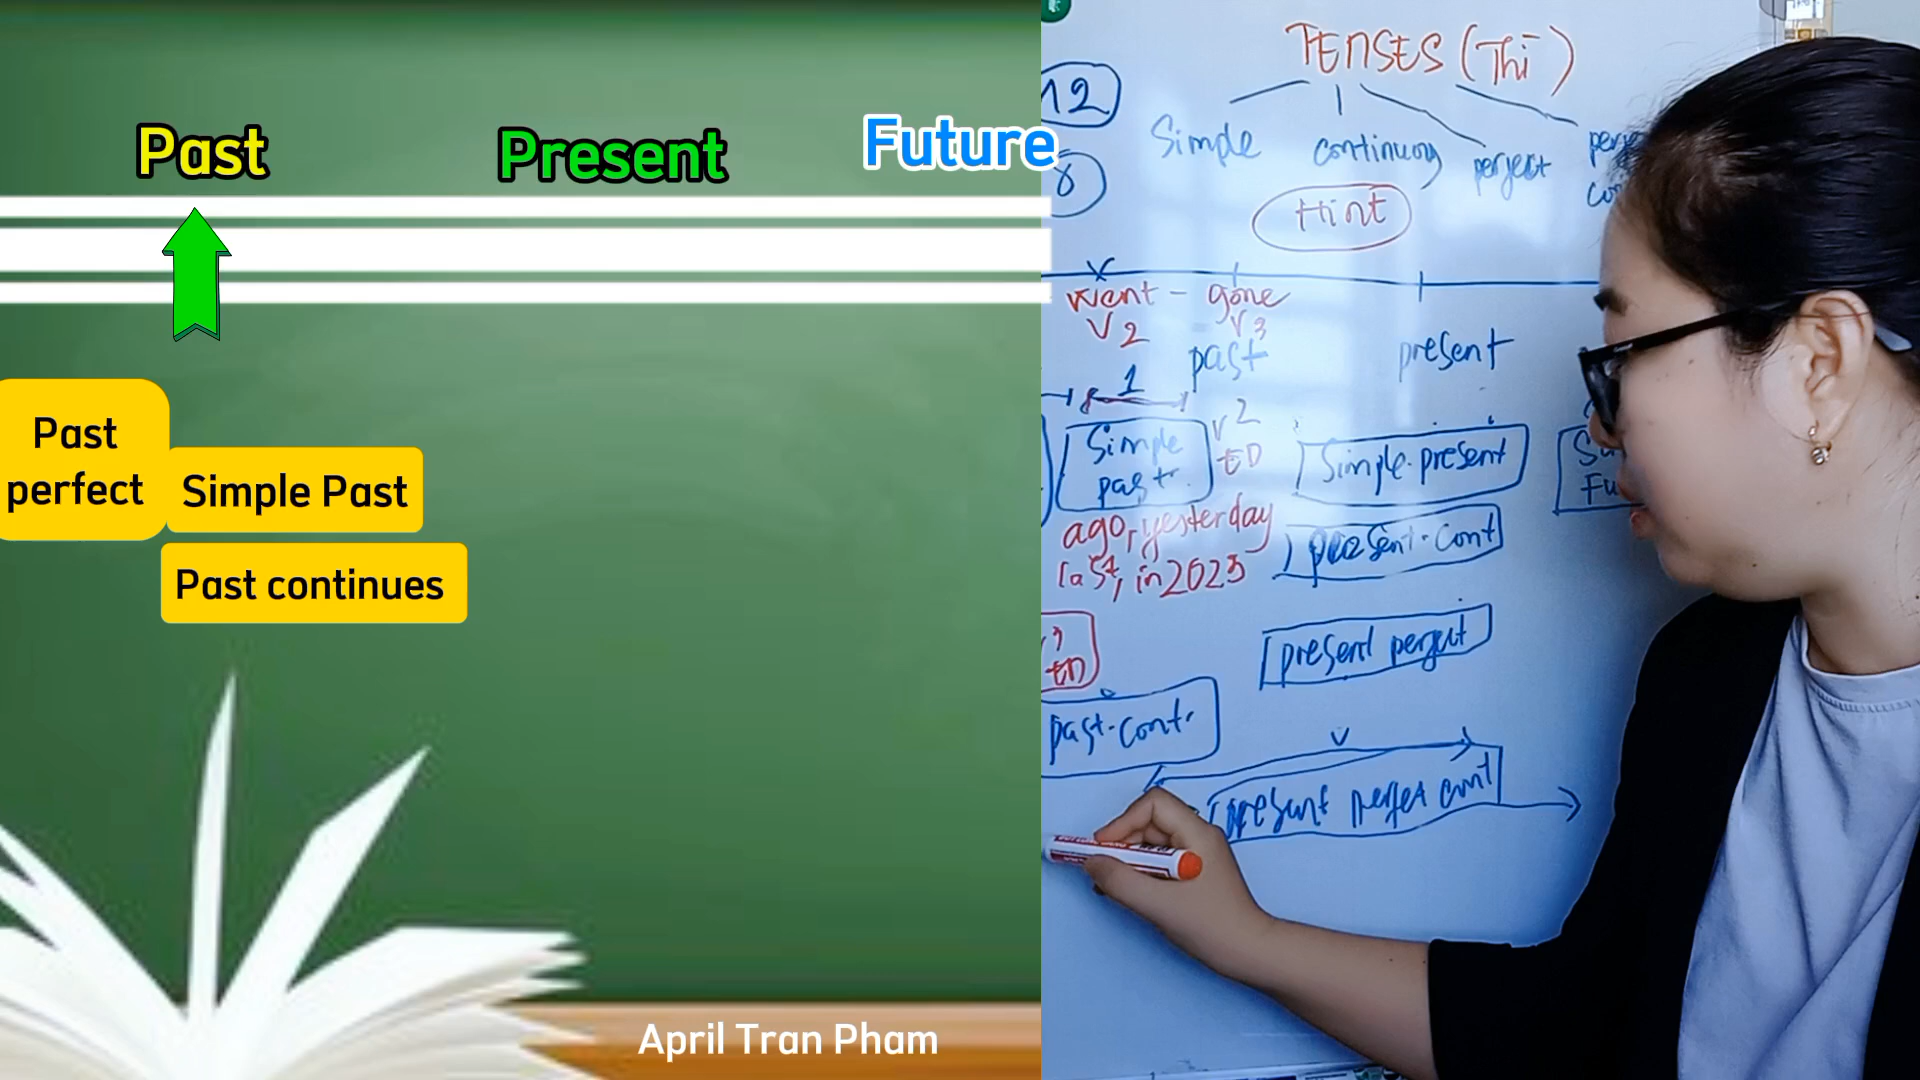 Past
Present
Future
Past
perfect
Simple Past
Past continues
April Tran Pham
TENSES (Thì)
12
8
Simple
continuous
perfect
Hint
went - gone
V2
V3
past
present
1
Simple
past
V2
ED
Simple present
ago, yesterday
last, in 2023
present-cont
present perfect
ED
past-cont
present perfect cont